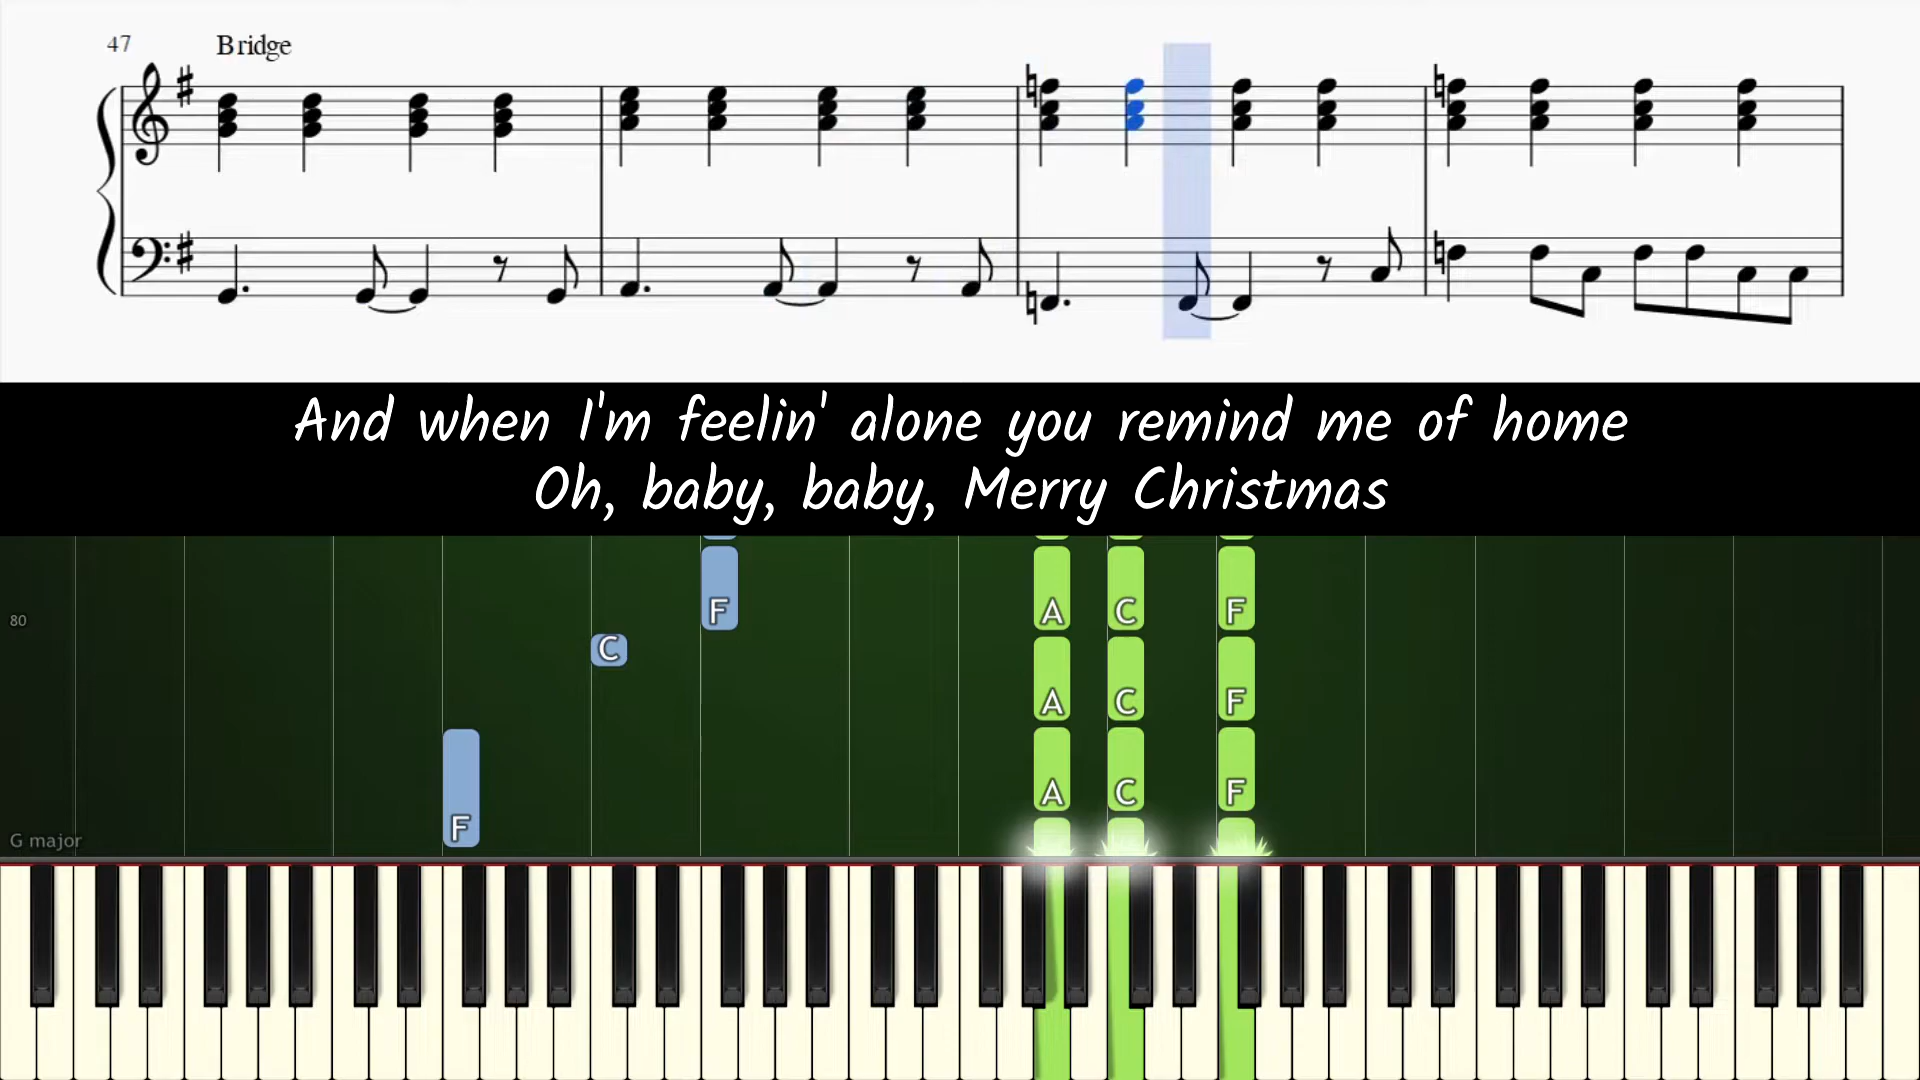 47 Bridge
And when I'm feelin' alone you remind me of home
Oh, baby, baby, Merry Christmas
F A C F
80
C
A C F
A C F
F
G major